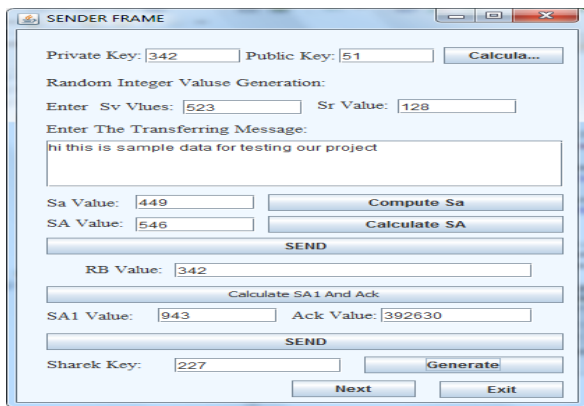 SENDER FRAME
Private Key: 342 Public Key: 51 Calcula...
Random Integer Valuse Generation:
Enter Sv Vlues: 523 Sr Value: 128
Enter The Transferring Message:
hi this is sample data for testing our project
Sa Value: 449 Compute Sa
SA Value: 546 Calculate SA
SEND
RB Value: 342
Calculate SA1 And Ack
SA1 Value: 943 Ack Value: 392630
SEND
Sharek Key: 227 Generate
Next Exit